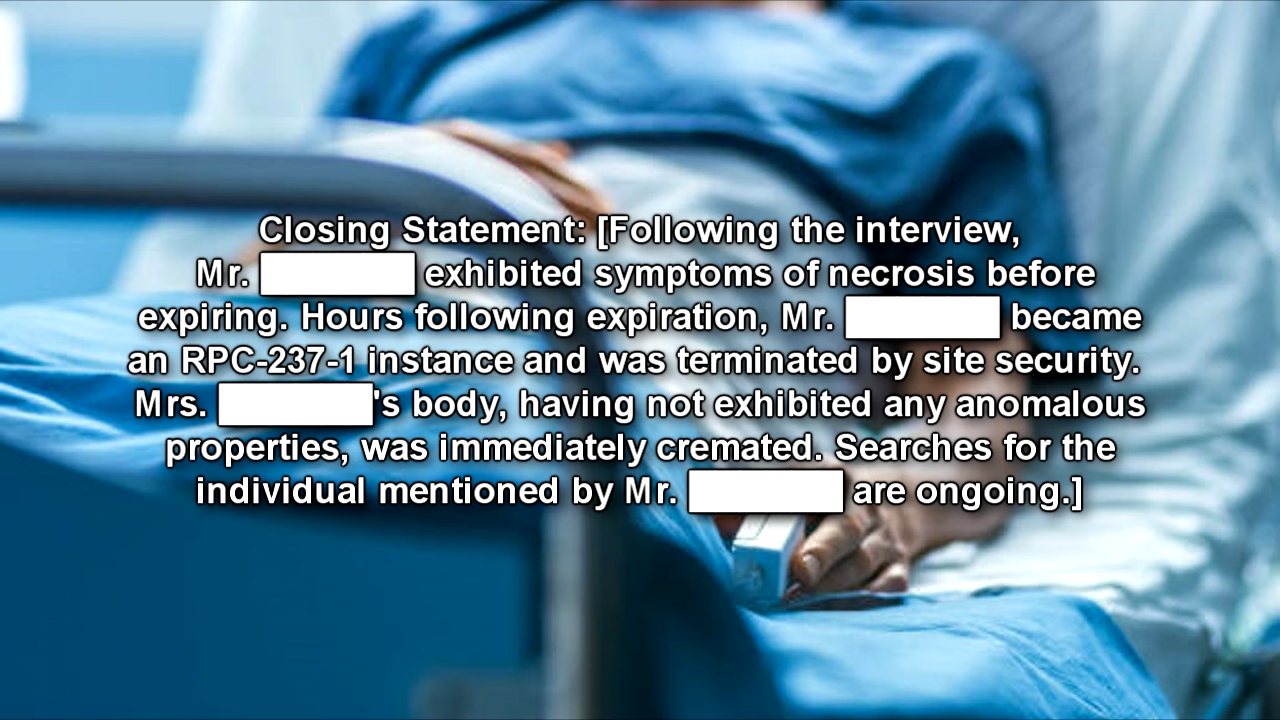 Closing Statement: [Following the interview,
Mr. exhibited symptoms of necrosis before
expiring. Hours following expiration, Mr. became
an RPC-237-1 instance and was terminated by site security.
Mrs. 's body, having not exhibited any anomalous
properties, was immediately cremated. Searches for the
individual mentioned by Mr. are ongoing.]